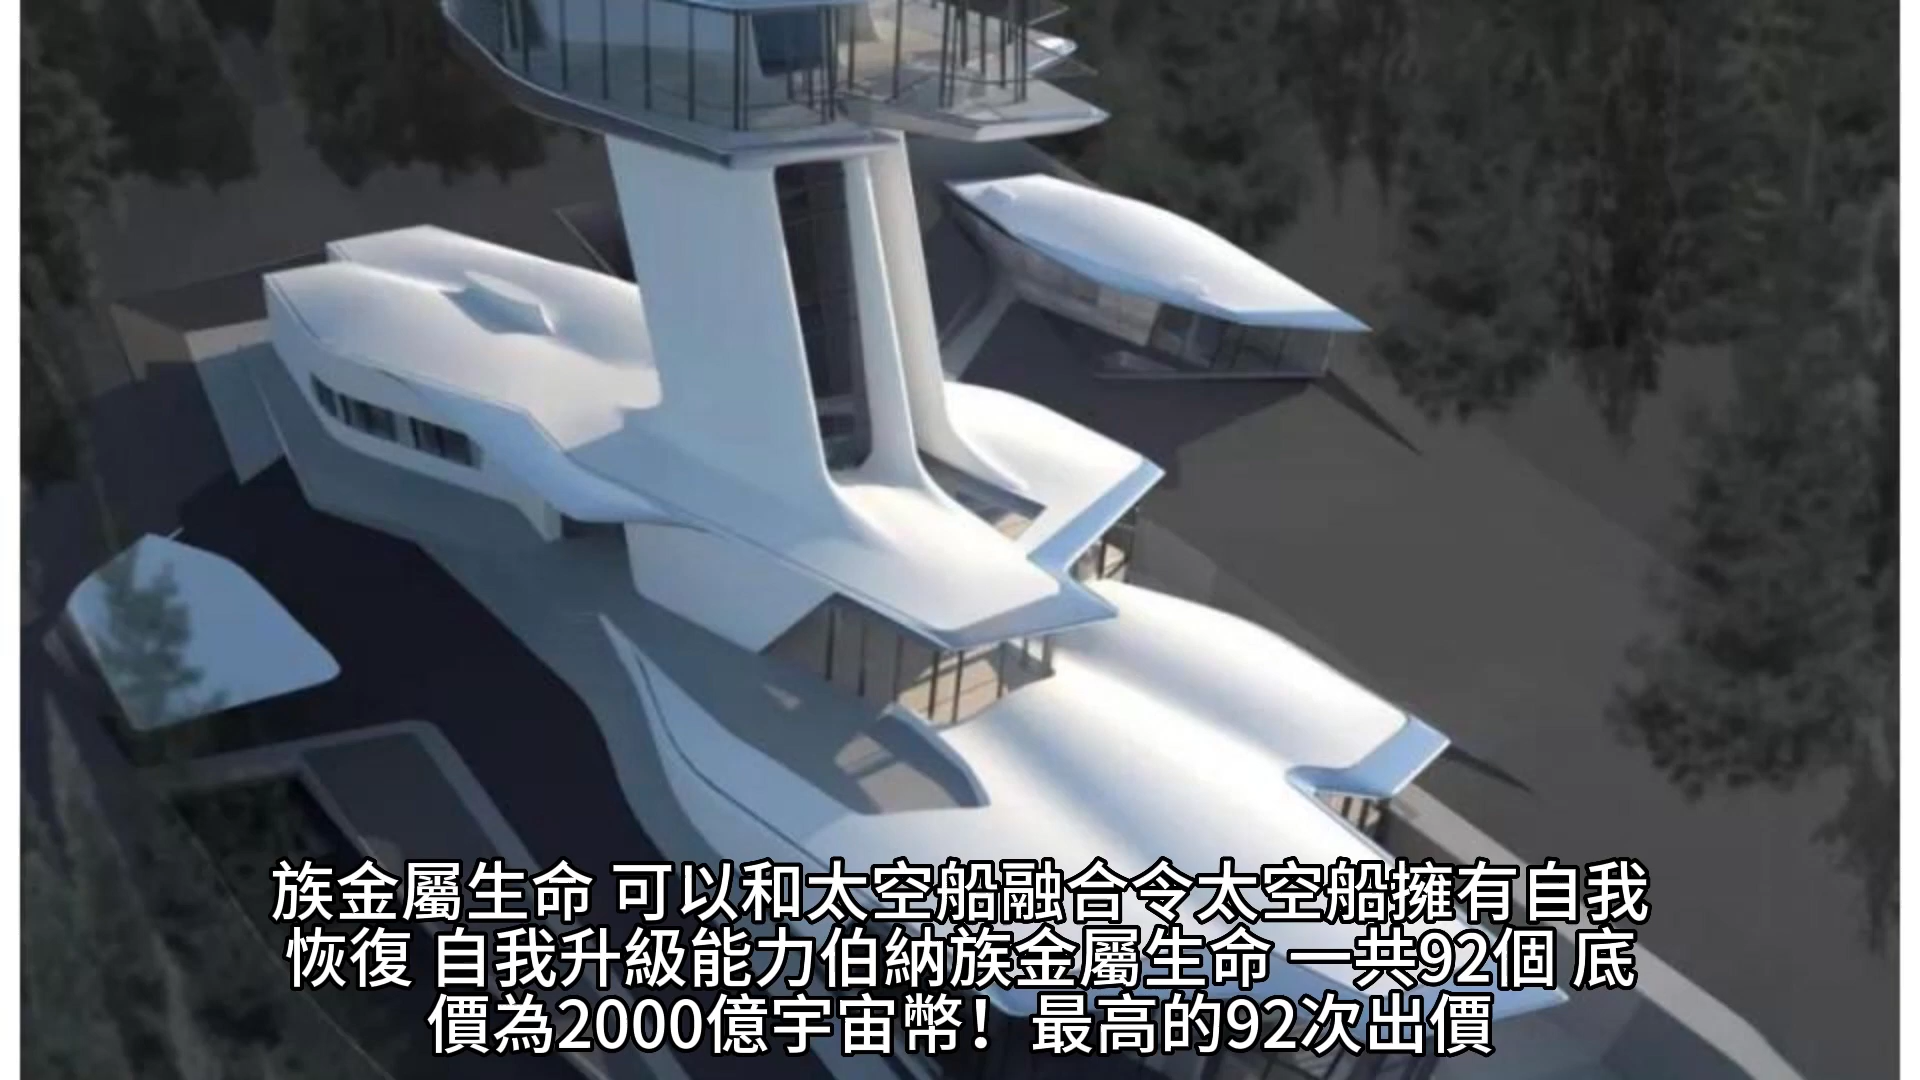 族金屬生命 可以和太空船融合令太空船擁有自我
恢復 自我升級能力伯納族金屬生命 一共92個 底
價為2000億宇宙幣！ 最高的92次出價